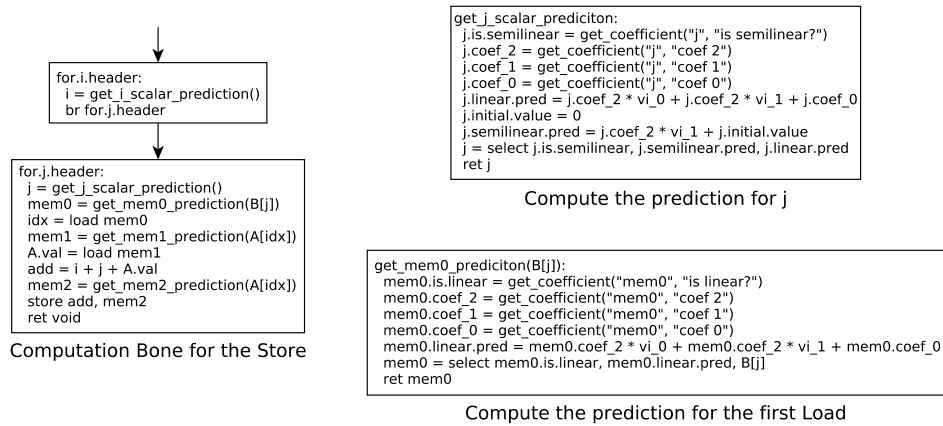 for.i.header:
i = get_i_scalar_prediction()
br for.j.header
for.j.header:
j = get_j_scalar_prediction()
mem0 = get_mem0_prediction(B[j])
idx = load mem0
mem1 = get_mem1_prediction(A[idx])
A.val = load mem1
add = i + j + A.val
mem2 = get_mem2_prediction(A[idx])
store add, mem2
ret void
Computation Bone for the Store
get_j_scalar_prediciton:
j.is.semilinear = get_coefficient("j", "is semilinear?")
j.coef_2 = get_coefficient("j", "coef 2")
j.coef_1 = get_coefficient("j", "coef 1")
j.coef_0 = get_coefficient("j", "coef 0")
j.linear.pred = j.coef_2 * vi_0 + j.coef_2 * vi_1 + j.coef_0
j.initial.value = 0
j.semilinear.pred = j.coef_2 * vi_1 + j.initial.value
j = select j.is.semilinear, j.semilinear.pred, j.linear.pred
ret j
Compute the prediction for j
get_mem0_prediciton(B[j]):
mem0.is.linear = get_coefficient("mem0", "is linear?")
mem0.coef_2 = get_coefficient("mem0", "coef 2")
mem0.coef_1 = get_coefficient("mem0", "coef 1")
mem0.coef_0 = get_coefficient("mem0", "coef 0")
mem0.linear.pred = mem0.coef_2 * vi_0 + mem0.coef_2 * vi_1 + mem0.coef_0
mem0 = select mem0.is.linear, mem0.linear.pred, B[j]
ret mem0
Compute the prediction for the first Load